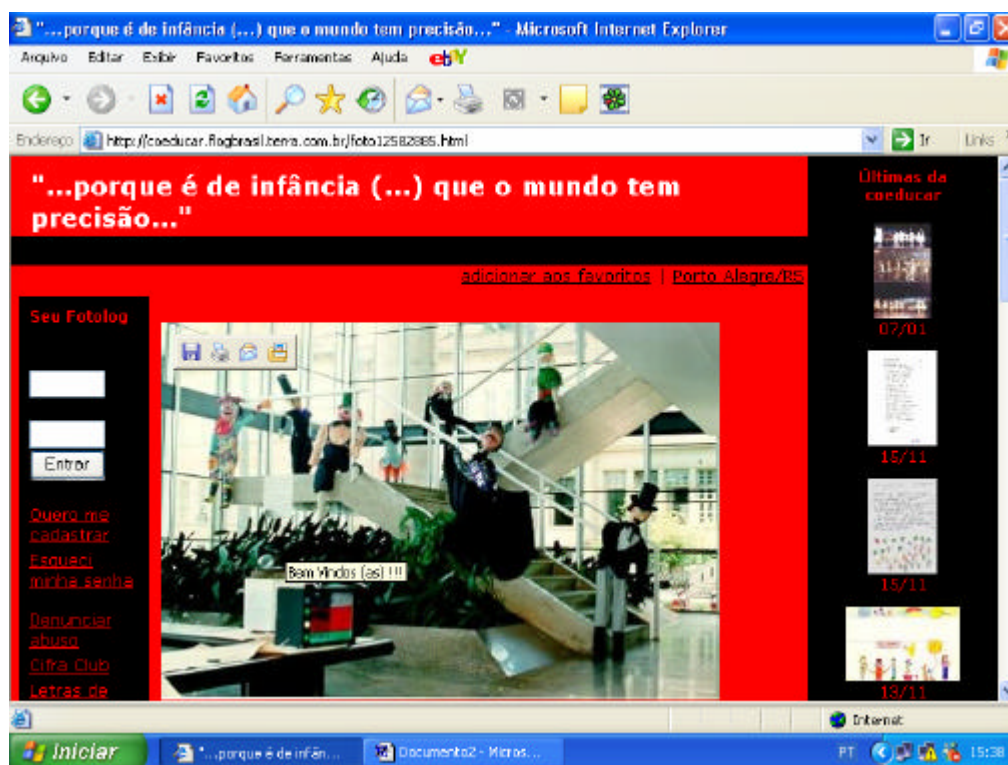 "...porque é de infância (...) que o mundo tem precisão..." - Microsoft Internet Explorer
Arquivo Editar Exibir Favoritos Ferramentas Ajuda ebY
Endereço http://coeducar.flogbrasil.terra.com.br/foto12582885.html Ir Links
"...porque é de infância (...) que o mundo tem
precisão..."
adicionar aos favoritos | Porto Alegre/RS
Seu Fotolog
Entrar
Quero me
cadastrar
Esqueci
minha senha
Denunciar
abuso
Cifra Club
Letras de
Bem Vindos (as) !!!
Últimas da
coeducar
07/01
15/11
15/11
13/11
Internet
Iniciar
"...porque é de infân...
Documento2 - Micros...
PT
15:38